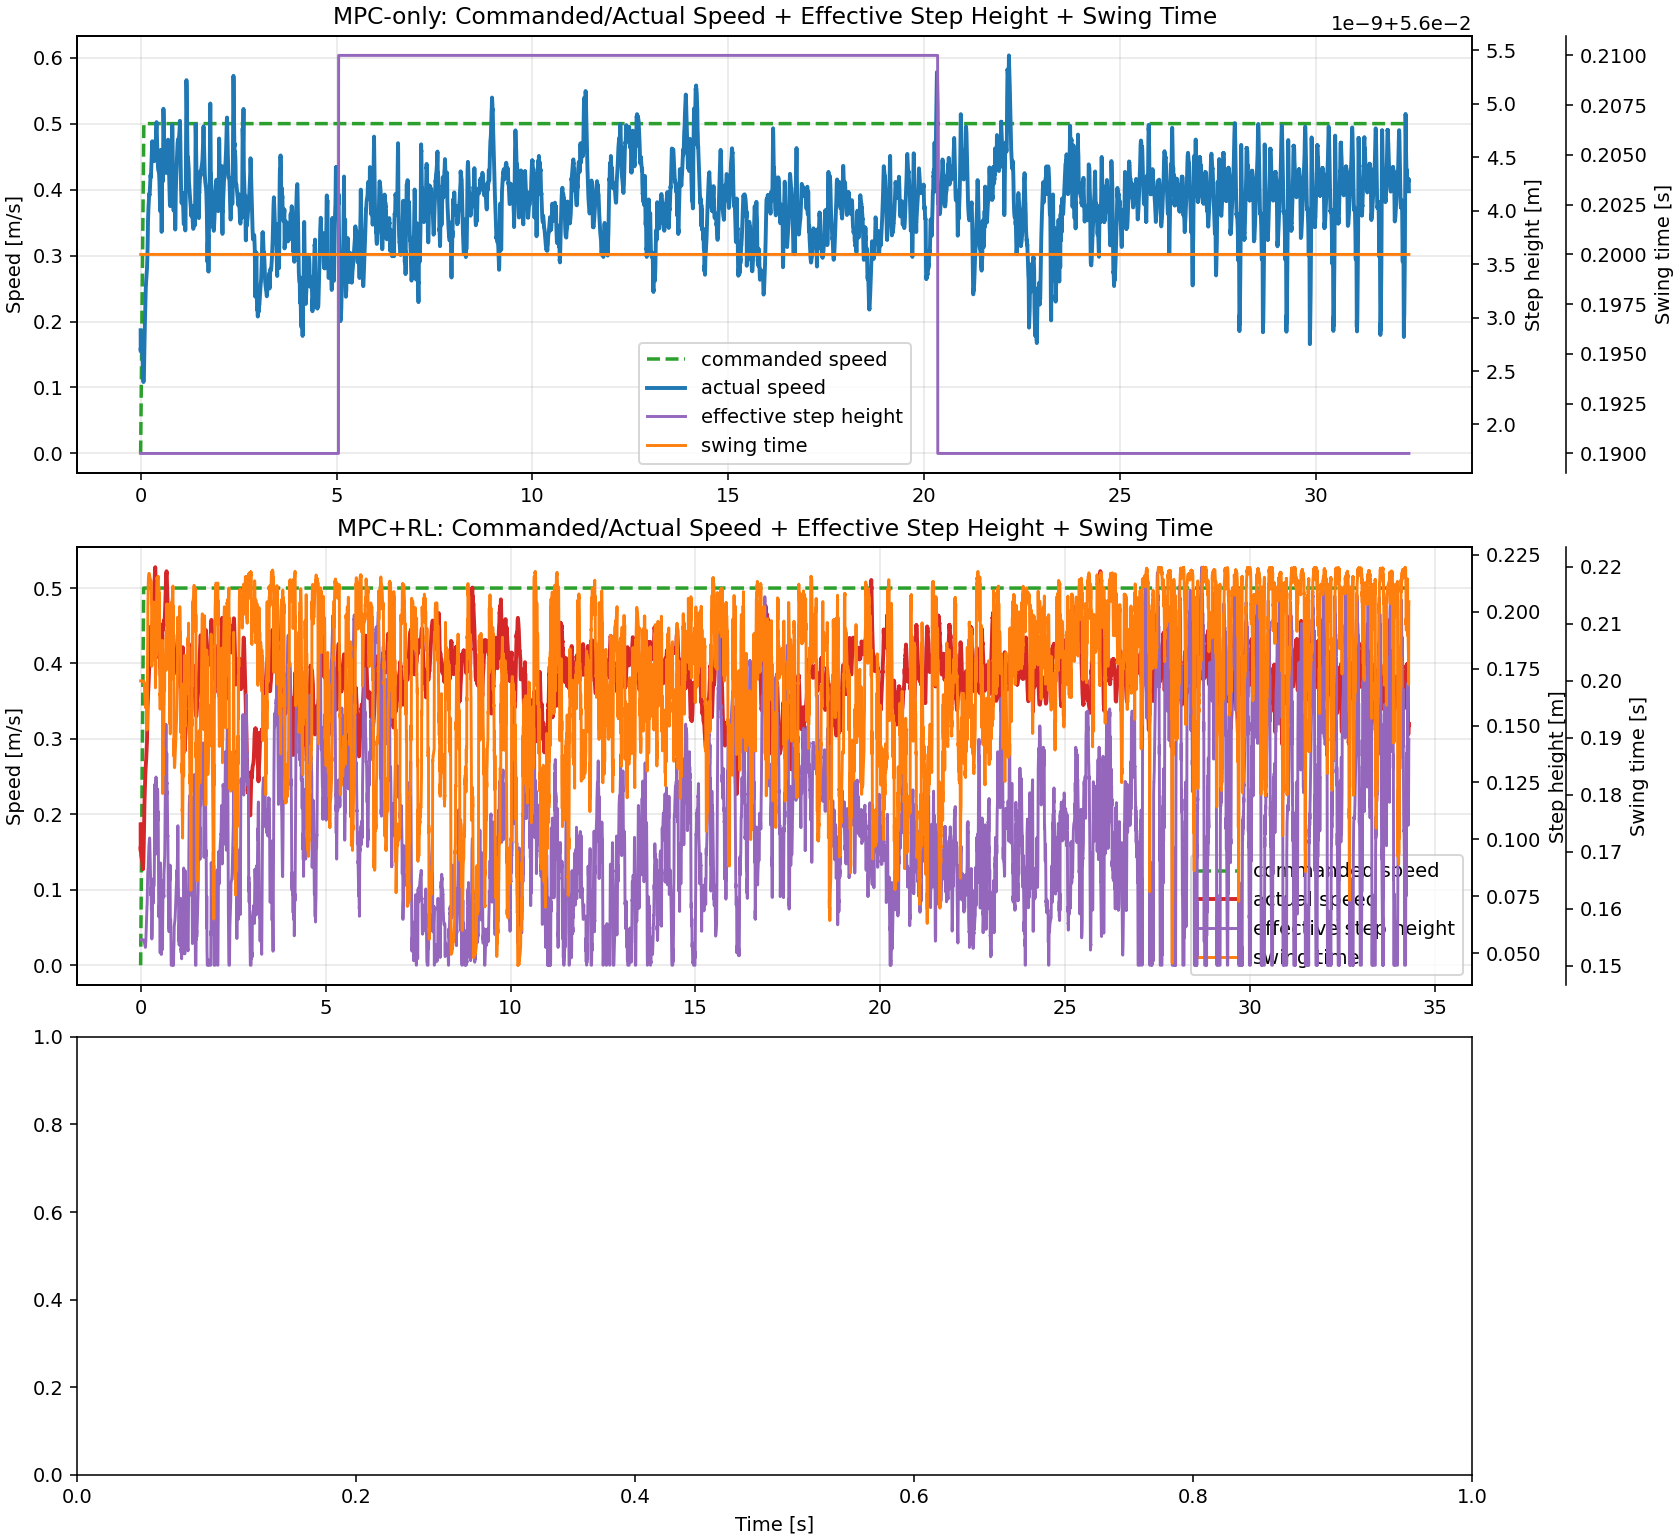 MPC-only: Commanded/Actual Speed + Effective Step Height + Swing Time
1e−9+5.6e−2
0.6
0.5
0.4
0.3
0.2
0.1
0.0
Speed [m/s]
5.5
5.0
4.5
4.0
3.5
3.0
2.5
2.0
Step height [m]
0.2100
0.2075
0.2050
0.2025
0.2000
0.1975
0.1950
0.1925
0.1900
Swing time [s]
commanded speed
actual speed
effective step height
swing time
0 5 10 15 20 25 30
MPC+RL: Commanded/Actual Speed + Effective Step Height + Swing Time
0.5
0.4
0.3
0.2
0.1
0.0
Speed [m/s]
0.225
0.200
0.175
0.150
0.125
0.100
0.075
0.050
Step height [m]
0.22
0.21
0.20
0.19
0.18
0.17
0.16
0.15
Swing time [s]
commanded speed
actual speed
effective step height
swing time
0 5 10 15 20 25 30 35
1.0
0.8
0.6
0.4
0.2
0.0
0.0 0.2 0.4 0.6 0.8 1.0
Time [s]